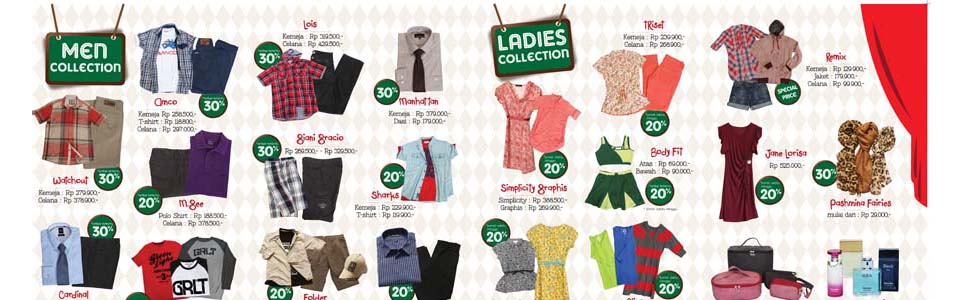 MEN
COLLECTION
30%
Amco
Kemeja : Rp 258.500,-
T-shirt : Rp 118.800,-
Celana : Rp 297.000,-
Lois
Kemeja : Rp 319.500,-
Celana : Rp 429.500,-
30%
30%
Manhattan
Kemeja : Rp 379.000,-
Dasi : Rp 179.000,-
Watchout
30%
Kemeja : Rp 279.900,-
Celana : Rp 378.900,-
20%
M.Gee
Polo Shirt : Rp 188.500,-
Celana : Rp 378.500,-
Giani Gracio
Rp 269.500,- - Rp 329.500,-
30%
20%
Sharks
Kemeja : Rp 229.900,-
T-shirt : Rp 119.900,-
30%
Cardinal
20%
GRLT
GRLT
20%
Folder
20%
LADIES
COLLECTION
TRiset
Kemeja : Rp 239.900,-
Celana : Rp 268.900,-
20%
Remix
Kemeja : Rp 129.900,-
Jaket : 179.900,-
Celana : Rp 99.900,-
SPECIAL
PRICE
20%
Simplicity Graphis
Simplicity : Rp 388.500,-
Graphis : Rp 269.900,-
Body Fit
Atas : Rp 69.000,-
Bawah : Rp 90.000,-
20%
Jane Lorisa
Rp 525.000,-
30%
Pashmina Fairies
mulai dari : Rp 29.000,-
20%
20%